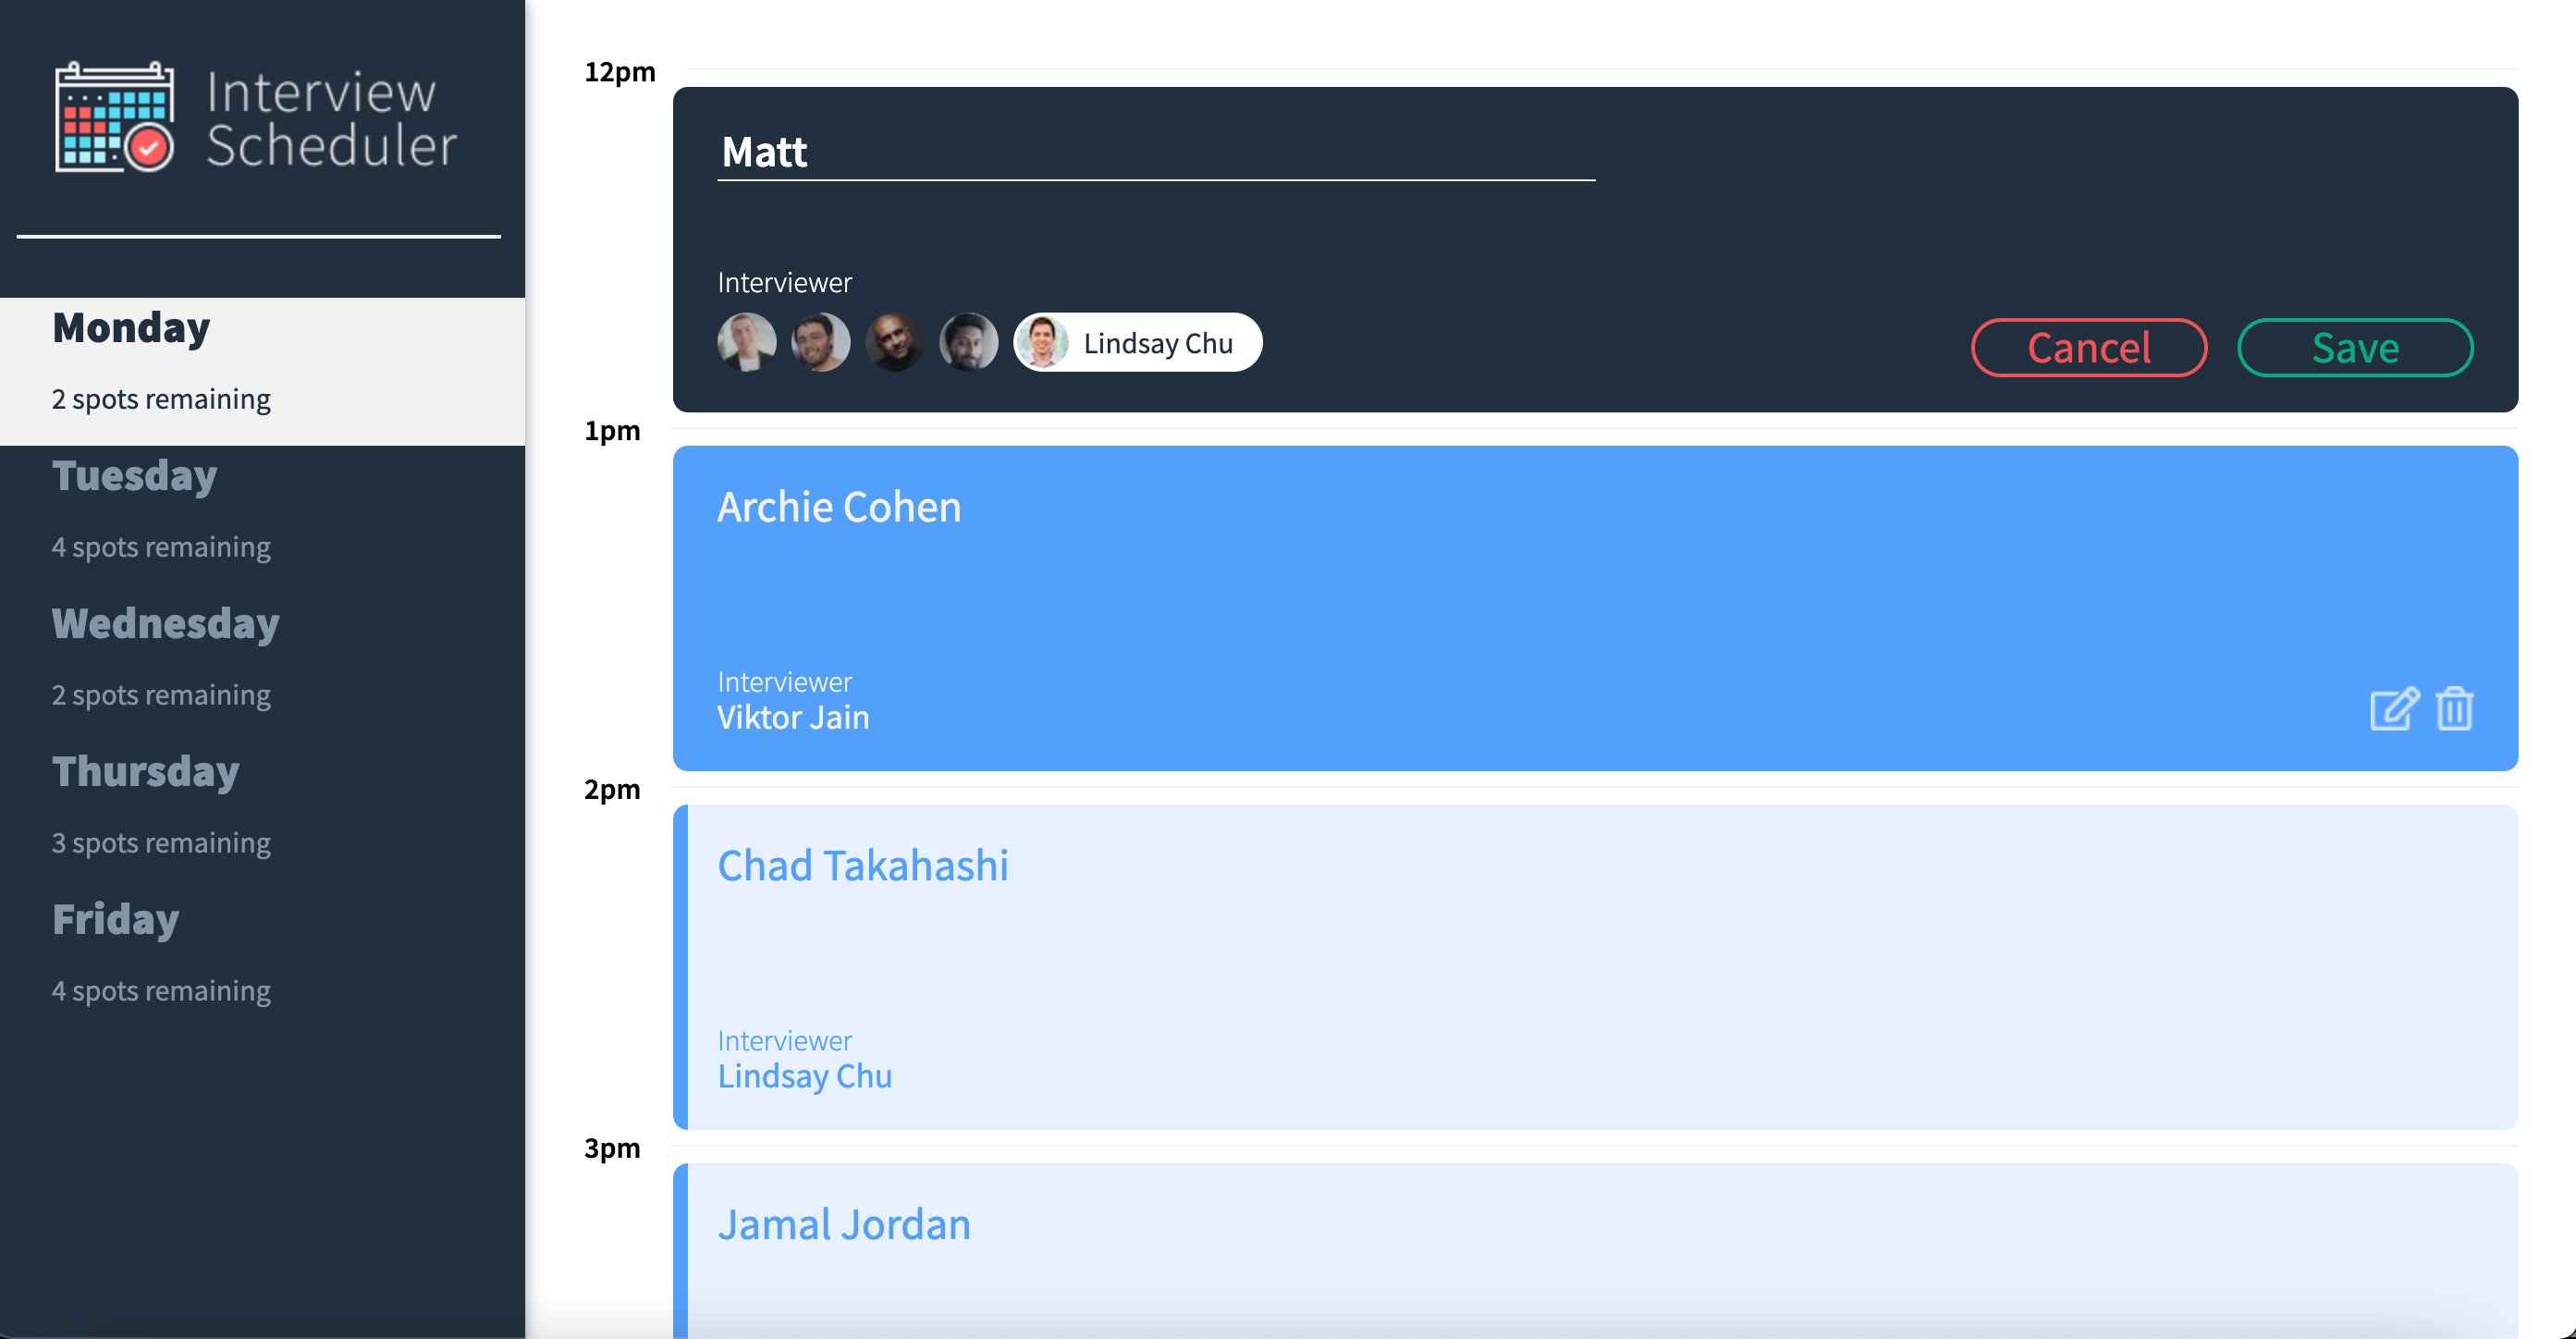 Interview
Scheduler
Monday
2 spots remaining
Tuesday
4 spots remaining
Wednesday
2 spots remaining
Thursday
3 spots remaining
Friday
4 spots remaining
12pm
Matt
Interviewer
Lindsay Chu
Cancel
Save
1pm
Archie Cohen
Interviewer
Viktor Jain
2pm
Chad Takahashi
Interviewer
Lindsay Chu
3pm
Jamal Jordan